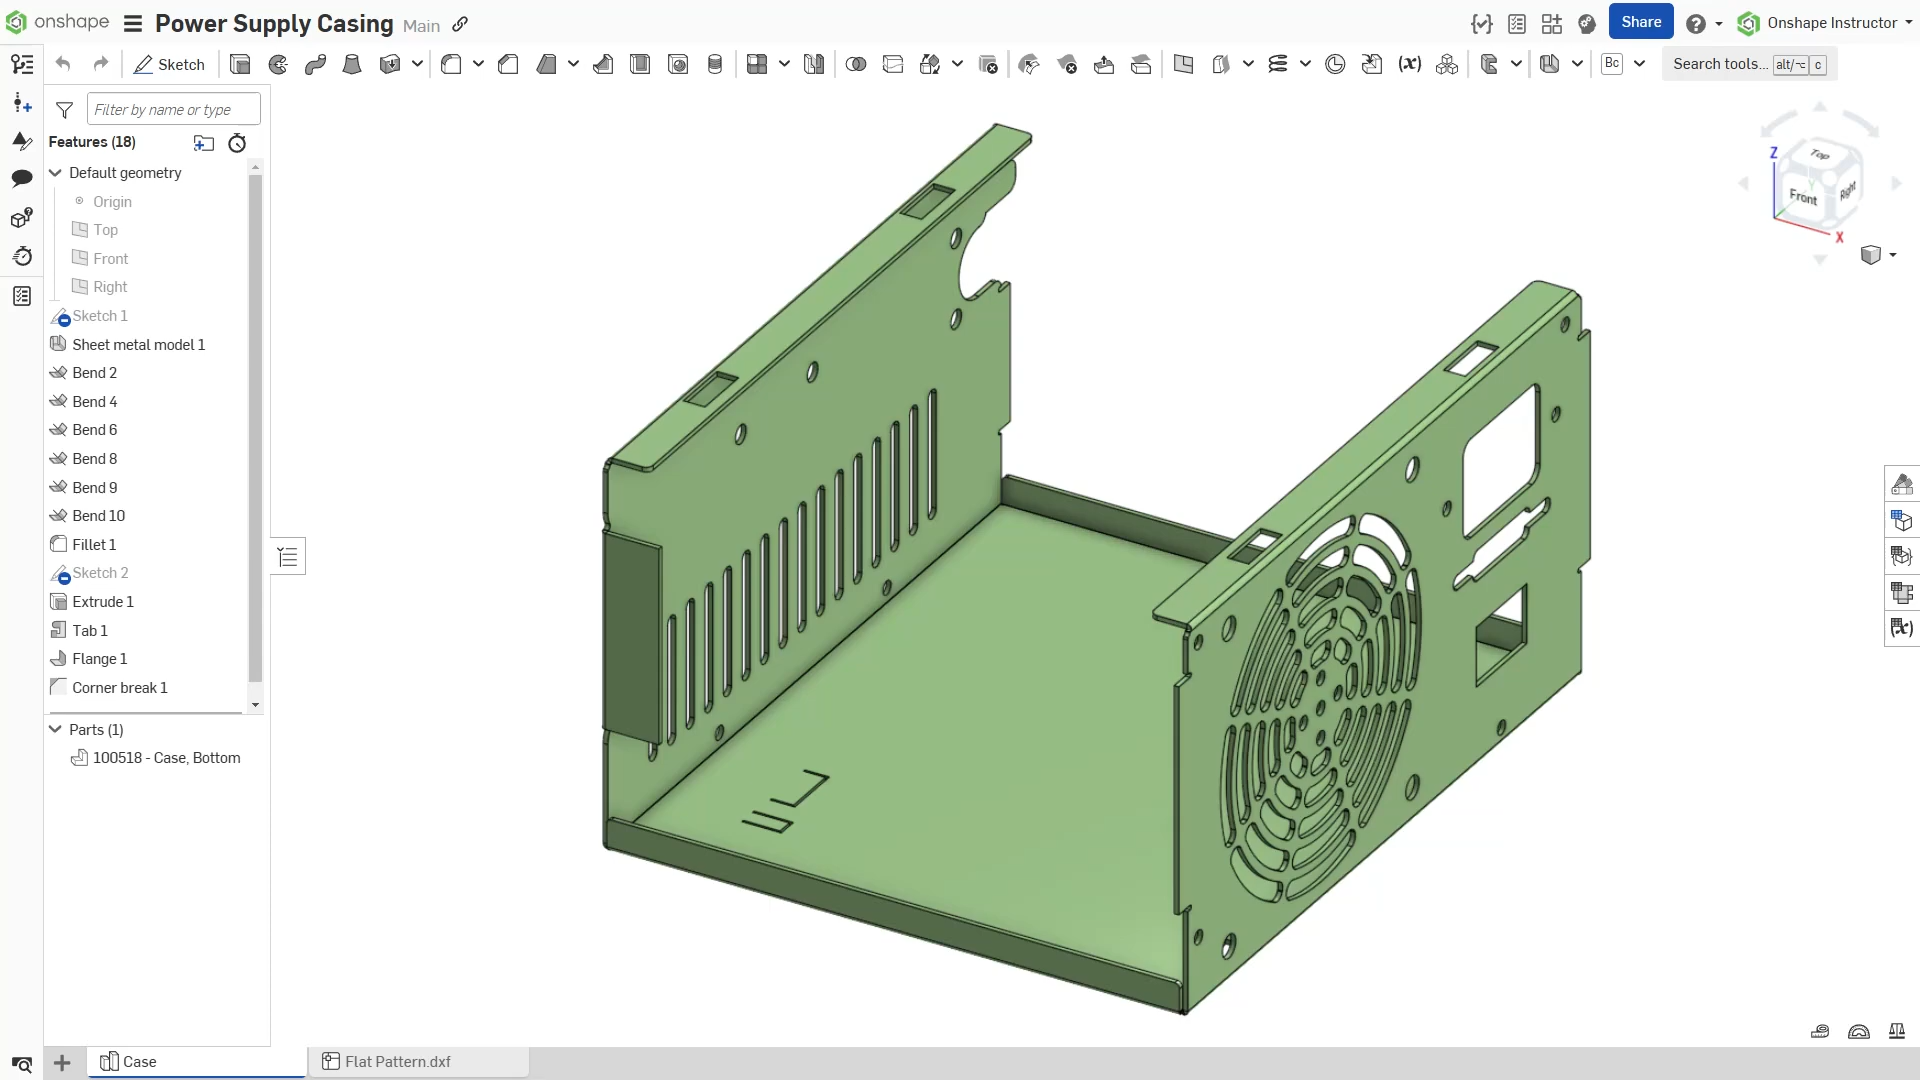 onshape Power Supply Casing Main Share Onshape Instructor
Sketch Bc Search tools... alt/⌥ c
Filter by name or type
Features (18)
Default geometry
Origin
Top
Front
Right
Sketch 1
Sheet metal model 1
Bend 2
Bend 4
Bend 6
Bend 8
Bend 9
Bend 10
Fillet 1
Sketch 2
Extrude 1
Tab 1
Flange 1
Corner break 1
Parts (1)
100518 - Case, Bottom
Z
Top
Y
Front
Right
X
Case
Flat Pattern.dxf